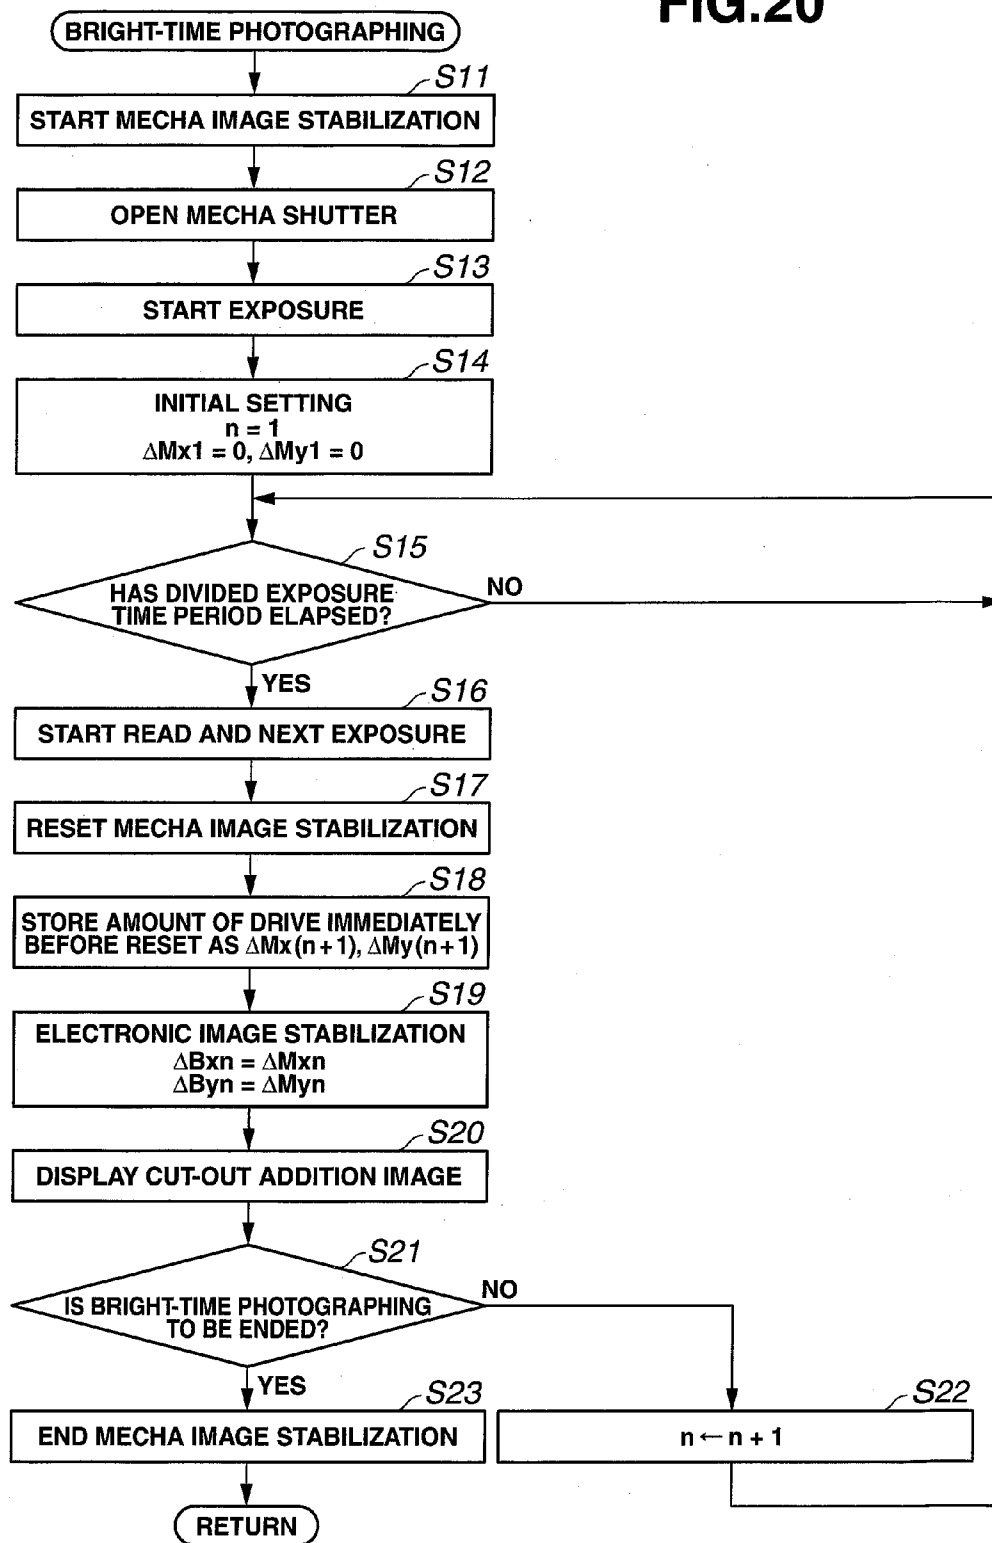 FIG.20
BRIGHT-TIME PHOTOGRAPHING
S11
START MECHA IMAGE STABILIZATION
S12
OPEN MECHA SHUTTER
S13
START EXPOSURE
S14
INITIAL SETTING
n = 1
ΔMx1 = 0, ΔMy1 = 0
S15
HAS DIVIDED EXPOSURE
TIME PERIOD ELAPSED?
NO
YES
S16
START READ AND NEXT EXPOSURE
S17
RESET MECHA IMAGE STABILIZATION
S18
STORE AMOUNT OF DRIVE IMMEDIATELY
BEFORE RESET AS ΔMx(n+1), ΔMy(n+1)
S19
ELECTRONIC IMAGE STABILIZATION
ΔBxn = ΔMxn
ΔByn = ΔMyn
S20
DISPLAY CUT-OUT ADDITION IMAGE
S21
IS BRIGHT-TIME PHOTOGRAPHING
TO BE ENDED?
NO
YES
S23
END MECHA IMAGE STABILIZATION
S22
n ← n + 1
RETURN